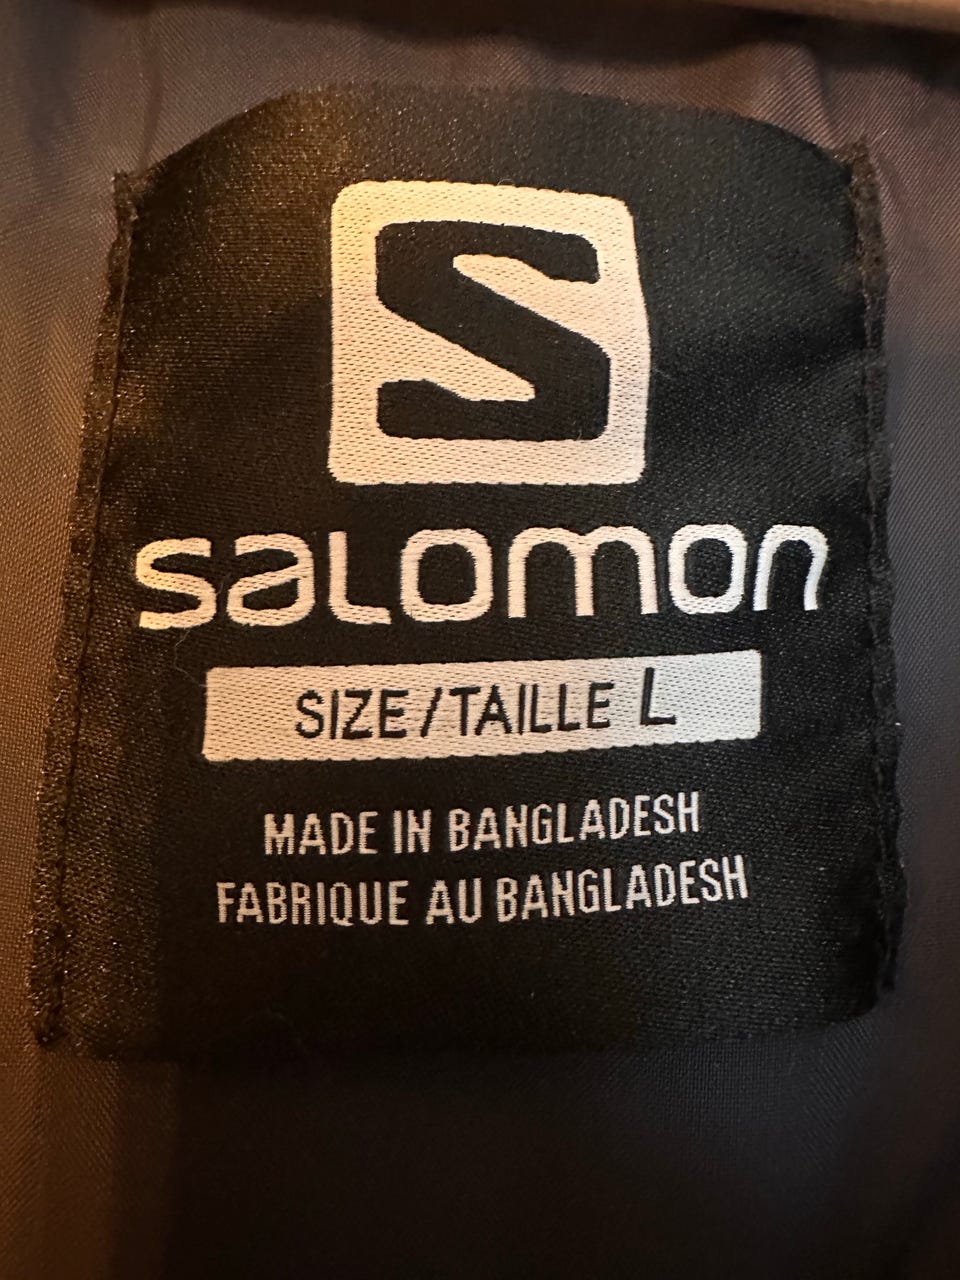 S
salomon
SIZE/TAILLE L
MADE IN BANGLADESH
FABRIQUE AU BANGLADESH